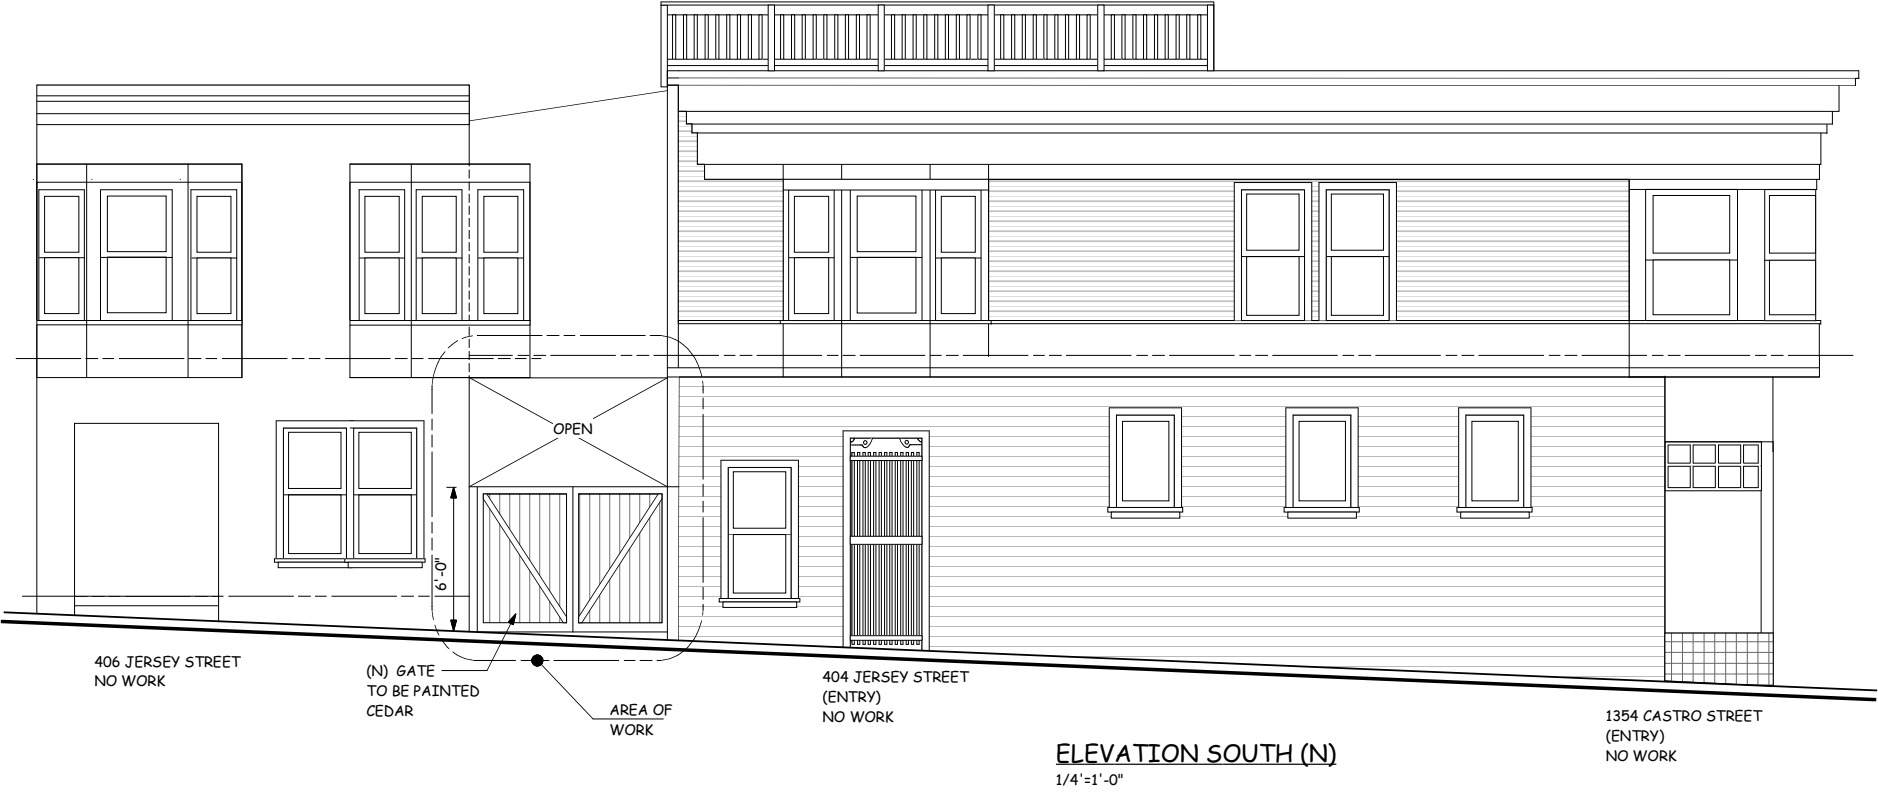 OPEN
6'-0"
406 JERSEY STREET
NO WORK
(N) GATE
TO BE PAINTED
CEDAR
AREA OF
WORK
404 JERSEY STREET
(ENTRY)
NO WORK
1354 CASTRO STREET
(ENTRY)
NO WORK
ELEVATION SOUTH (N)
1/4'=1'-0"